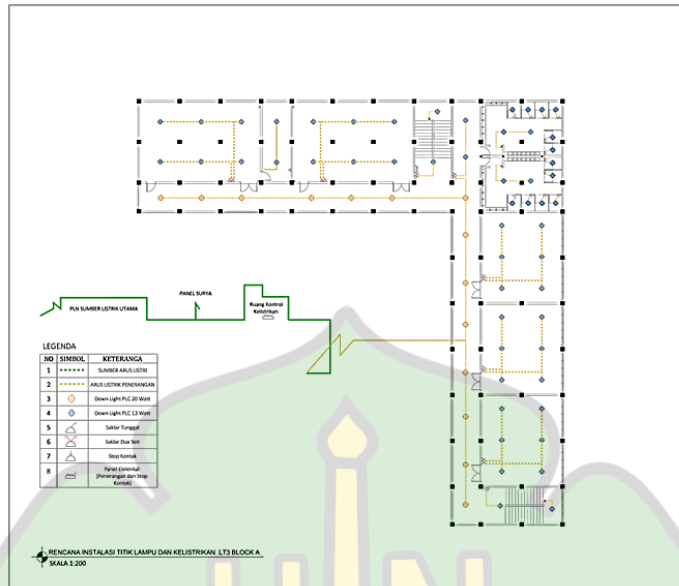 PANEL SURYA
PLN SUMBER LISTRIK UTAMA
Ruang Kontrol
Kelistrikan
LEGENDA
NO SIMBOL KETERANGA
1 SUMBER ARUS LISTRI
2 ARUS LISTRIK PENERANGAN
3 Down Light PLC 20 Watt
4 Down Light PLC 13 Watt
5 Saklar Tunggal
6 Saklar Dua Seri
7 Stop Kontak
8 Panel Elektrikal
[Penerangan dan Stop
Kontak]
RENCANA INSTALASI TITIK LAMPU DAN KELISTRIKAN LT3 BLOCK A
SKALA 1:200